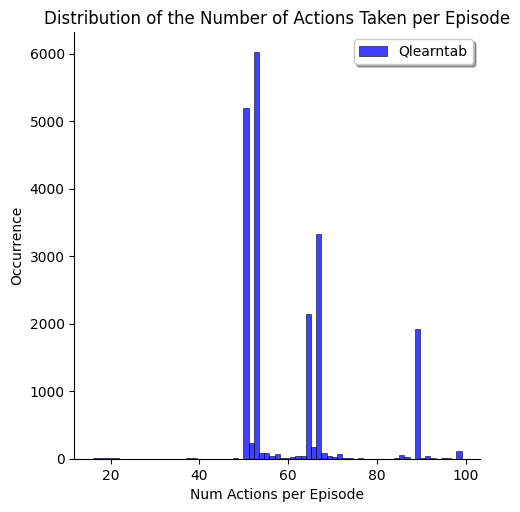 Distribution of the Number of Actions Taken per Episode
Qlearntab
6000
5000
4000
3000
2000
1000
0
Occurrence
20 40 60 80 100
Num Actions per Episode